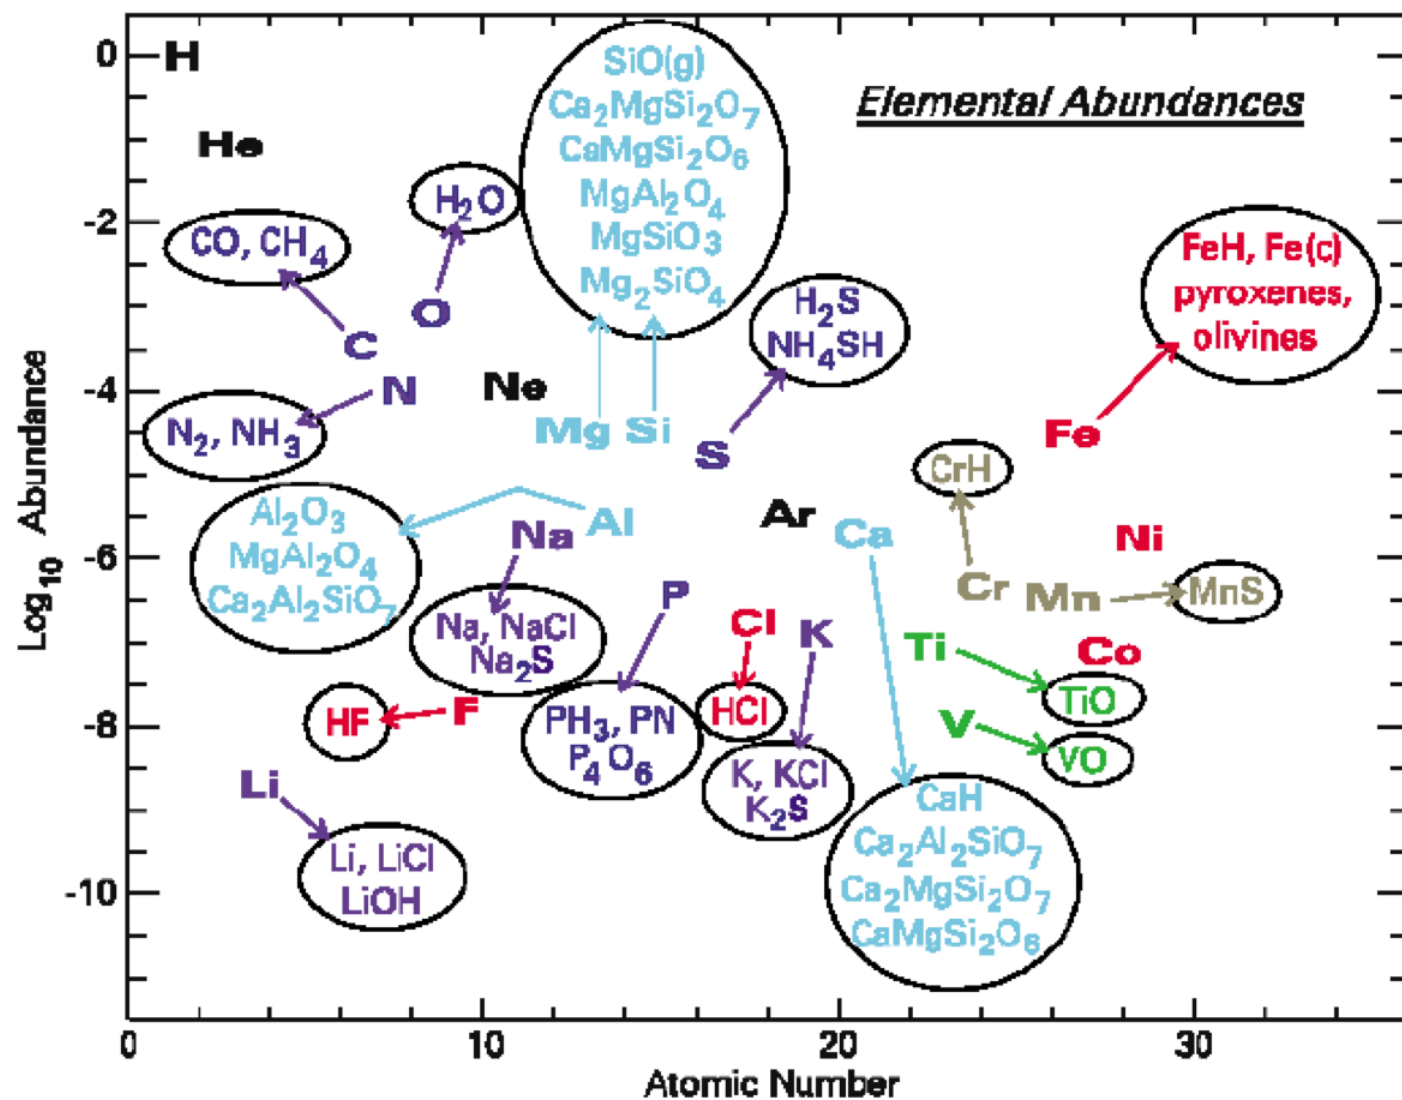 Elemental Abundances
0
-2
-4
-6
-8
-10
Log₁₀ Abundance
H
He
SiO(g)
Ca₂MgSi₂O₇
CaMgSi₂O₆
MgAl₂O₄
MgSiO₃
Mg₂SiO₄
H₂O
CO, CH₄
O
C
H₂S
NH₄SH
FeH, Fe(c)
pyroxenes,
olivines
N
N₂, NH₃
Ne
Mg Si
S
Fe
CrH
Al₂O₃
MgAl₂O₄
Ca₂Al₂SiO₇
Al
Na
Ar
Ca
Ni
Cr
Mn
MnS
P
Na, NaCl
Na₂S
Cl
K
Ti
Co
TiO
HF
F
PH₃, PN
P₄O₆
HCl
V
VO
Li
K, KCl
K₂S
CaH
Ca₂Al₂SiO₇
Ca₂MgSi₂O₇
CaMgSi₂O₆
Li, LiCl
LiOH
0
10
20
30
Atomic Number